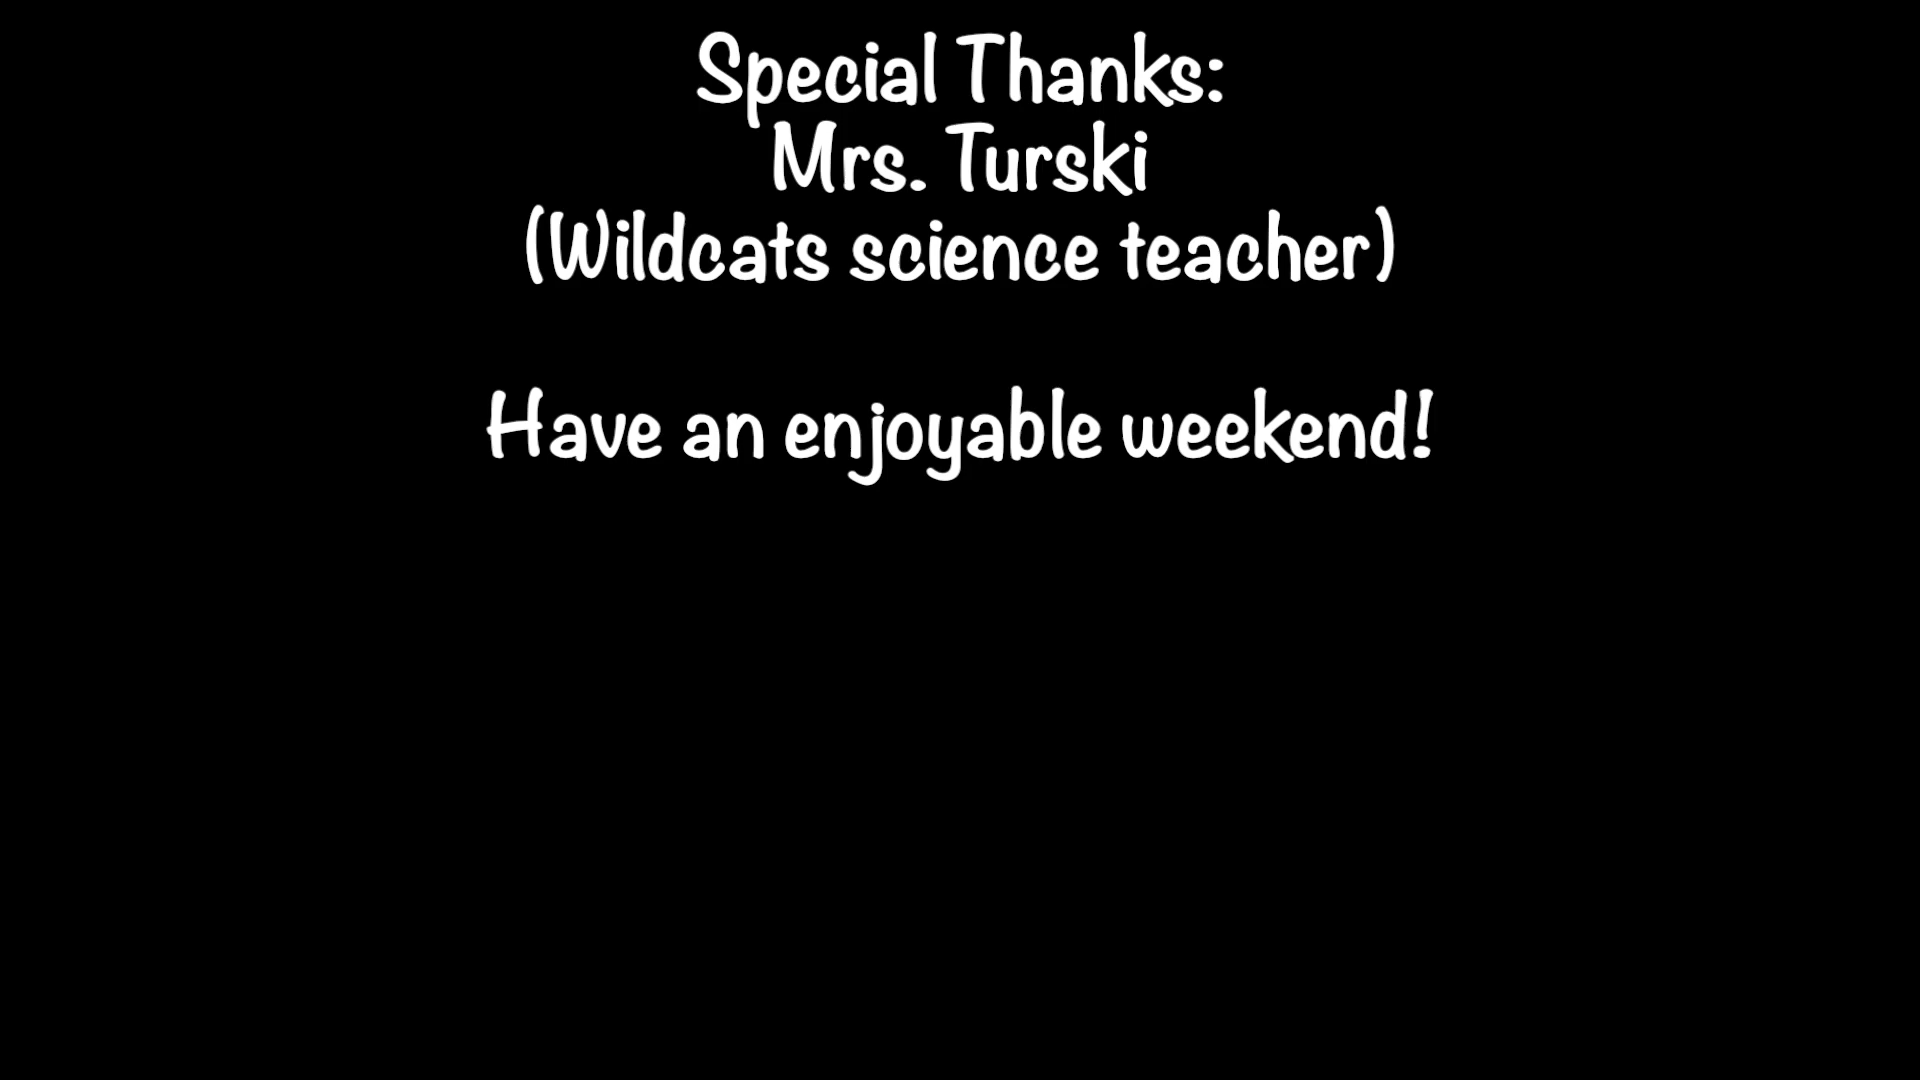 Special Thanks:
Mrs. Turski
(Wildcats science teacher)
Have an enjoyable weekend!